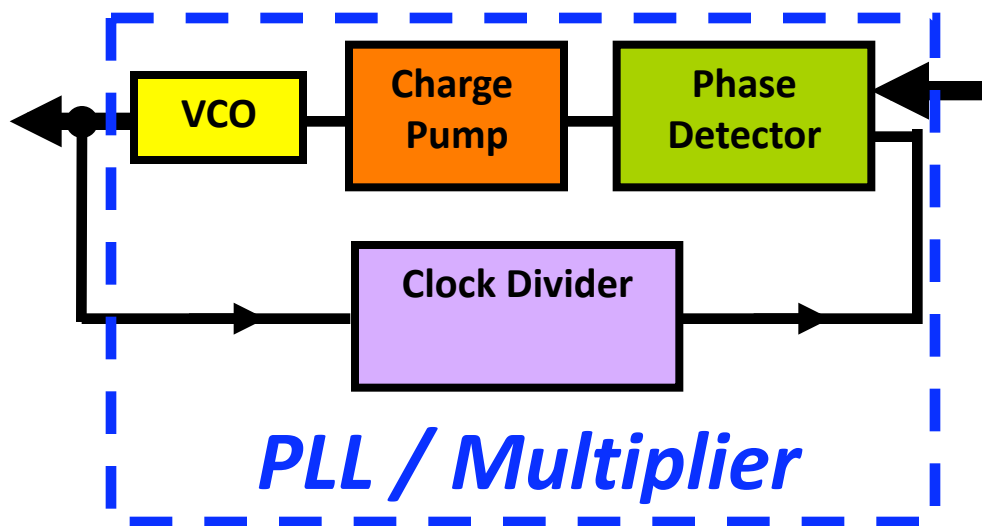 VCO
Charge
Pump
Phase
Detector
Clock Divider
PLL / Multiplier